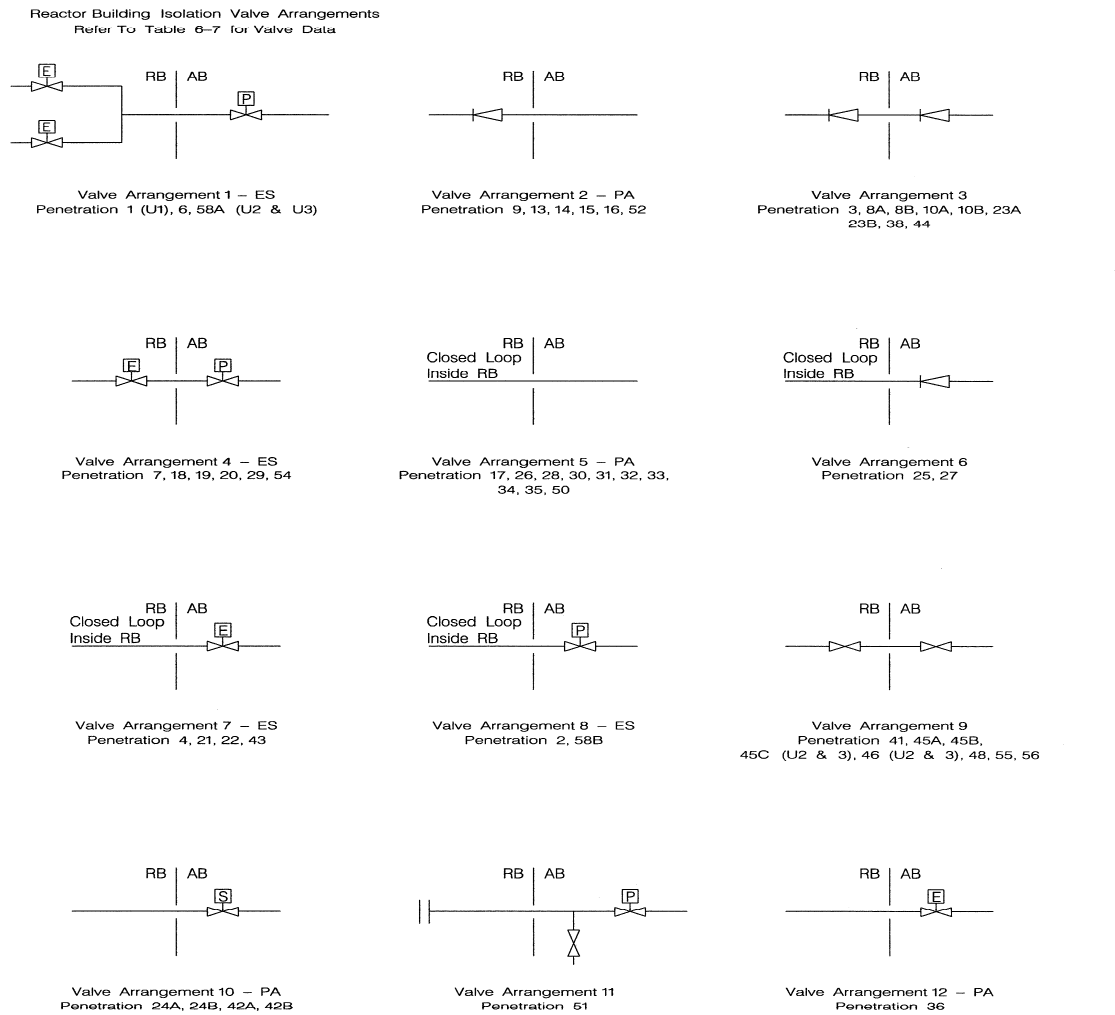 Reactor Building Isolation Valve Arrangements
Refer To Table 6-7 for Valve Data
E
E
RB AB
P
Valve Arrangement 1 - ES
Penetration 1 (U1), 6, 58A (U2 & U3)
RB AB
Valve Arrangement 2 - PA
Penetration 9, 13, 14, 15, 16, 52
RB AB
Valve Arrangement 3
Penetration 3, 8A, 8B, 10A, 10B, 23A
23B, 38, 44
RB AB
E P
Valve Arrangement 4 - ES
Penetration 7, 18, 19, 20, 29, 54
RB AB
Closed Loop
Inside RB
Valve Arrangement 5 - PA
Penetration 17, 26, 28, 30, 31, 32, 33,
34, 35, 50
RB AB
Closed Loop
Inside RB
Valve Arrangement 6
Penetration 25, 27
RB AB
Closed Loop
Inside RB
E
Valve Arrangement 7 - ES
Penetration 4, 21, 22, 43
RB AB
Closed Loop
Inside RB
P
Valve Arrangement 8 - ES
Penetration 2, 58B
RB AB
Valve Arrangement 9
Penetration 41, 45A, 45B,
45C (U2 & 3), 46 (U2 & 3), 48, 55, 56
RB AB
S
Valve Arrangement 10 - PA
Penetration 24A, 24B, 42A, 42B
RB AB
P
Valve Arrangement 11
Penetration 51
RB AB
E
Valve Arrangement 12 - PA
Penetration 36